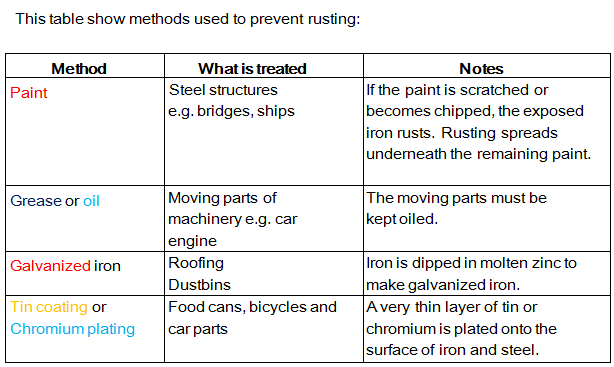 This table show methods used to prevent rusting:
Method What is treated Notes
Paint
Steel structures
e.g. bridges, ships
If the paint is scratched or
becomes chipped, the exposed
iron rusts. Rusting spreads
underneath the remaining paint.
Grease or oil
Moving parts of
machinery e.g. car
engine
The moving parts must be
kept oiled.
Galvanized iron
Roofing
Dustbins
Iron is dipped in molten zinc to
make galvanized iron.
Tin coating or
Chromium plating
Food cans, bicycles and
car parts
A very thin layer of tin or
chromium is plated onto the
surface of iron and steel.